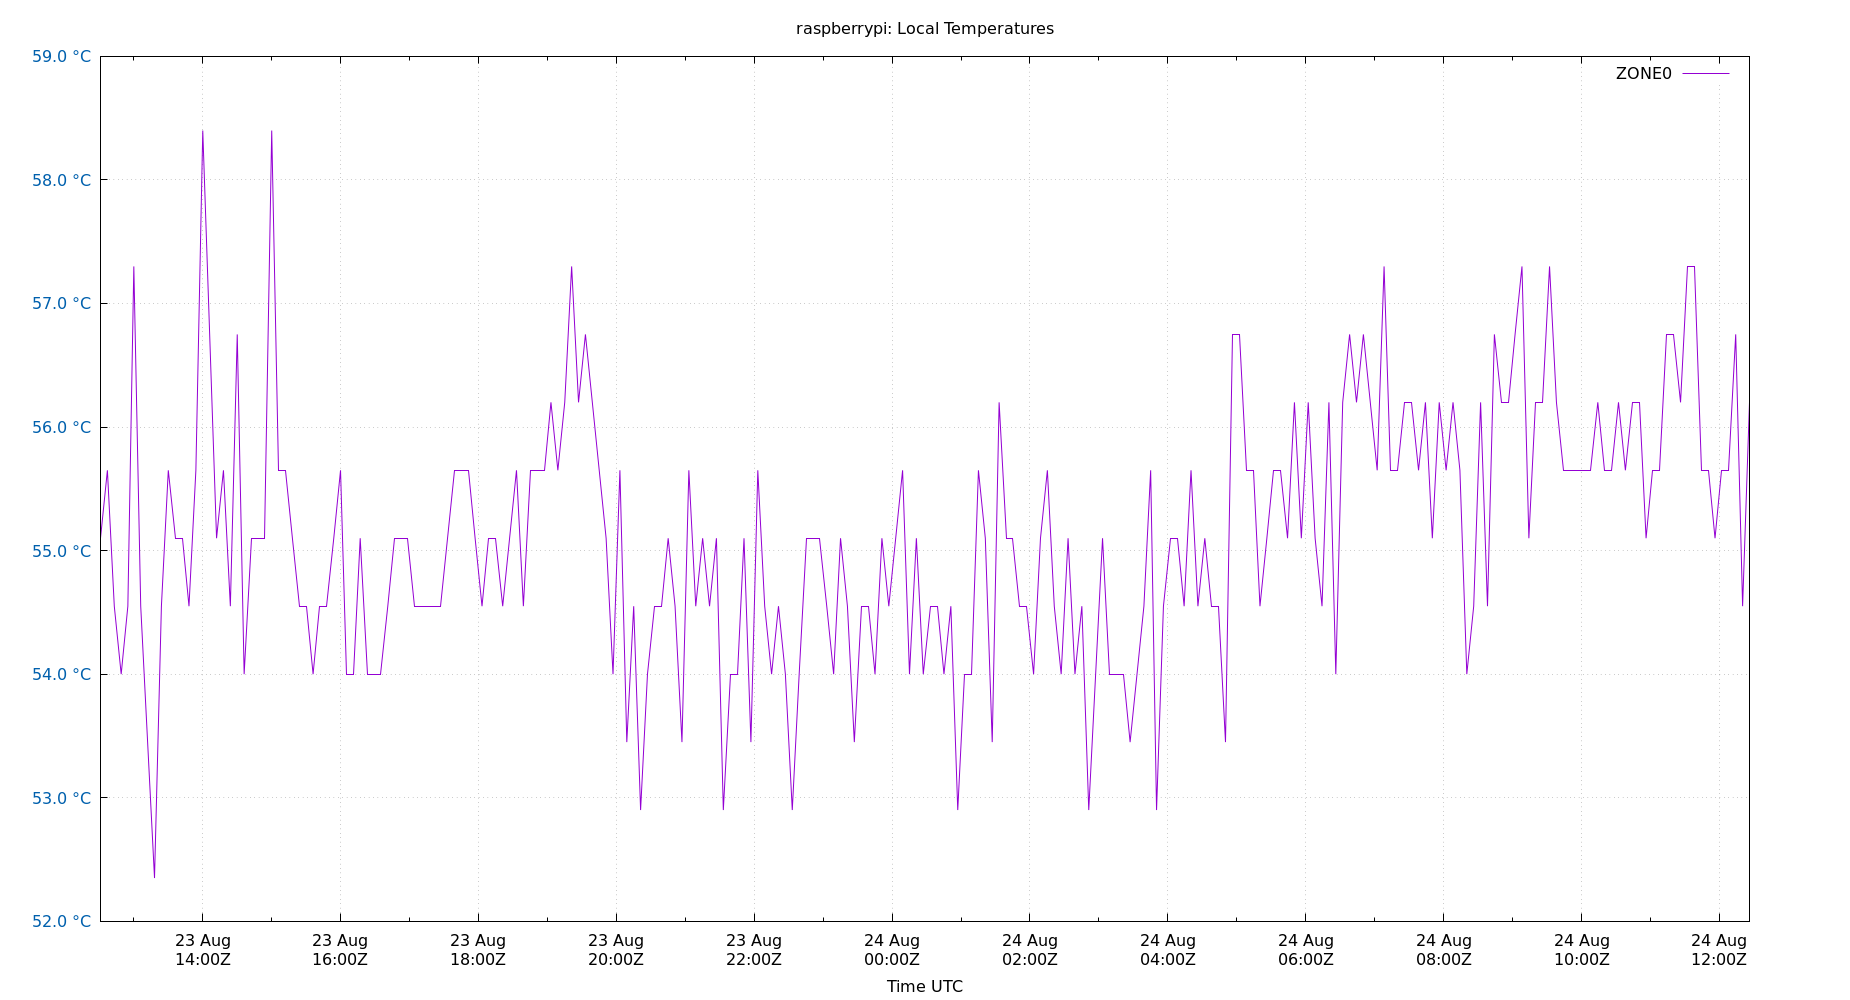 raspberrypi: Local Temperatures
59.0 °C
ZONE0
58.0 °C
57.0 °C
56.0 °C
55.0 °C
54.0 °C
53.0 °C
52.0 °C
23 Aug 23 Aug 23 Aug 23 Aug 23 Aug 24 Aug 24 Aug 24 Aug 24 Aug 24 Aug 24 Aug 24 Aug
14:00Z 16:00Z 18:00Z 20:00Z 22:00Z 00:00Z 02:00Z 04:00Z 06:00Z 08:00Z 10:00Z 12:00Z
Time UTC